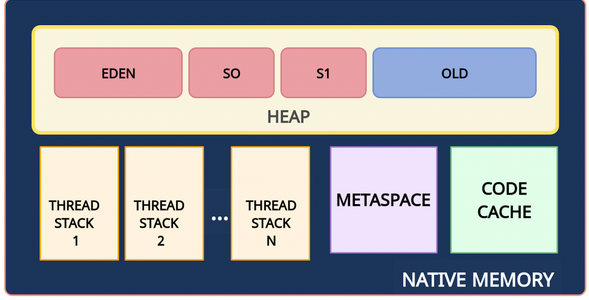 EDEN
SO
S1
OLD
HEAP
THREAD
STACK
1
THREAD
STACK
2
...
THREAD
STACK
N
METASPACE
CODE
CACHE
NATIVE MEMORY